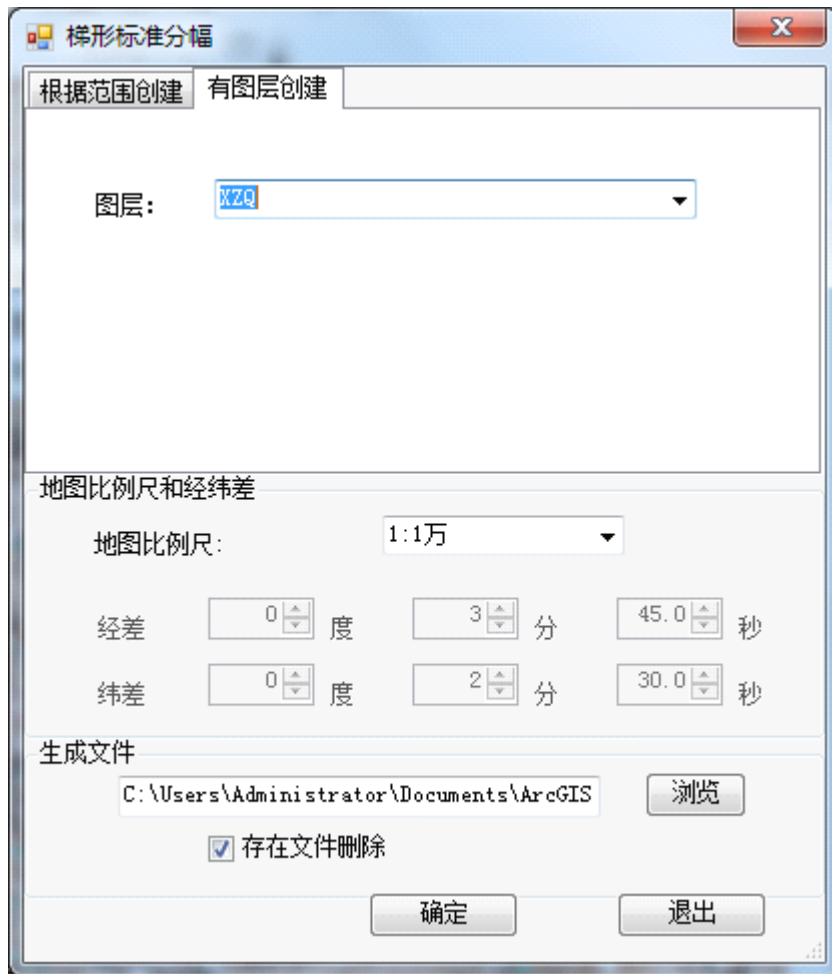 梯形标准分幅
根据范围创建 有图层创建
图层: XZQ
地图比例尺和经纬差
地图比例尺: 1:1万
经差 0 度 3 分 45.0 秒
纬差 0 度 2 分 30.0 秒
生成文件
C:\Users\Administrator\Documents\ArcGIS 浏览
存在文件删除
确定 退出